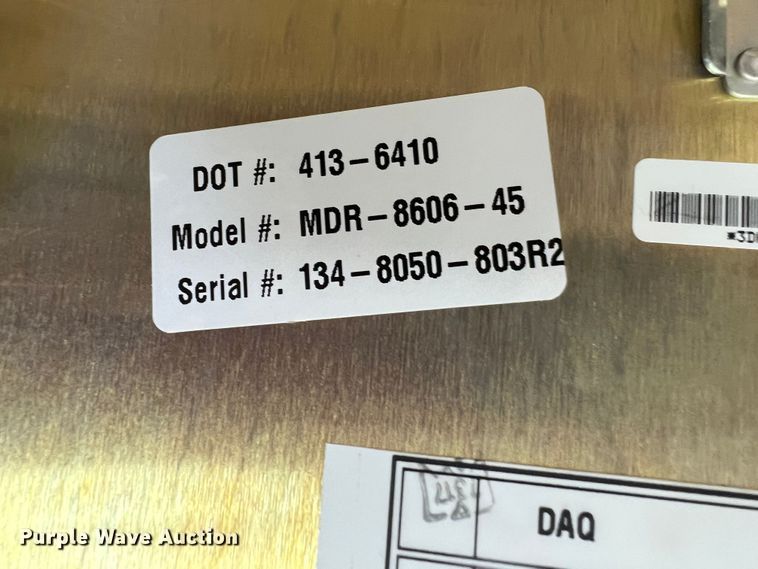 DOT #: 413-6410
Model #: MDR-8606-45
Serial #: 134-8050-803R2
DAQ
Purple Wave Auction